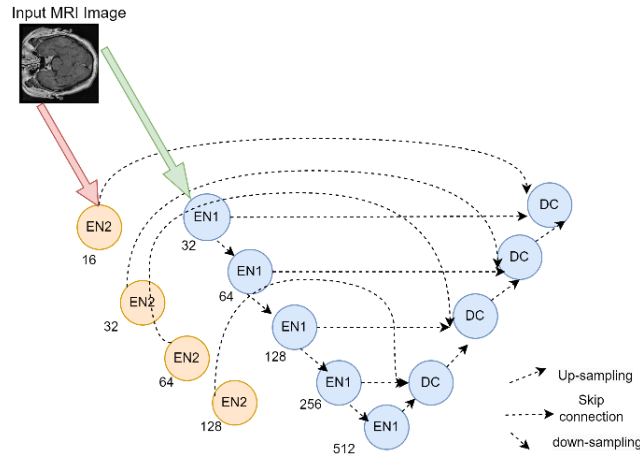 Input MRI Image
EN2
16
EN1
32
DC
EN1
64
DC
EN2
32
EN1
128
DC
EN2
64
EN1
256
DC
EN2
128
EN1
512
Up-sampling
Skip
connection
down-sampling